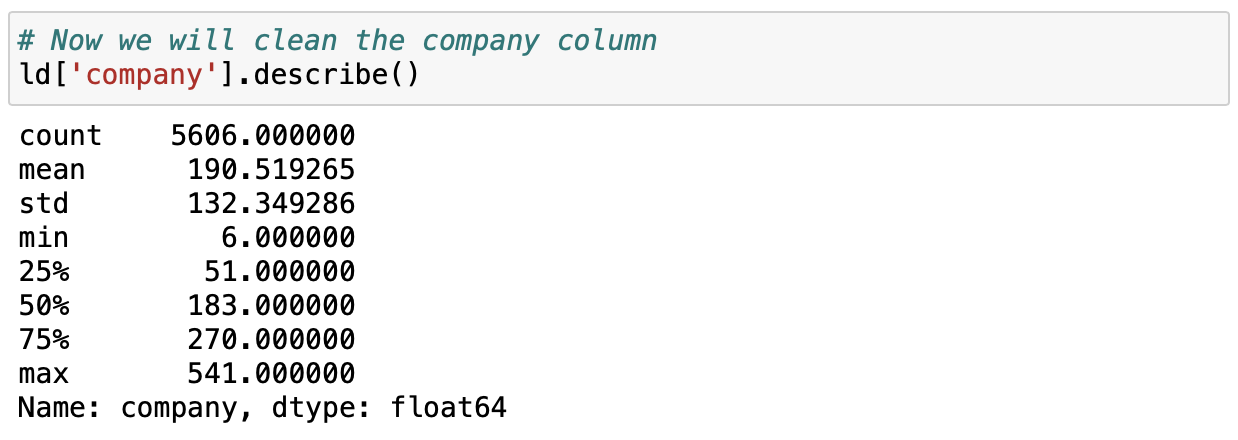 # Now we will clean the company column
ld['company'].describe()
count    5606.000000
mean      190.519265
std       132.349286
min         6.000000
25%        51.000000
50%       183.000000
75%       270.000000
max       541.000000
Name: company, dtype: float64